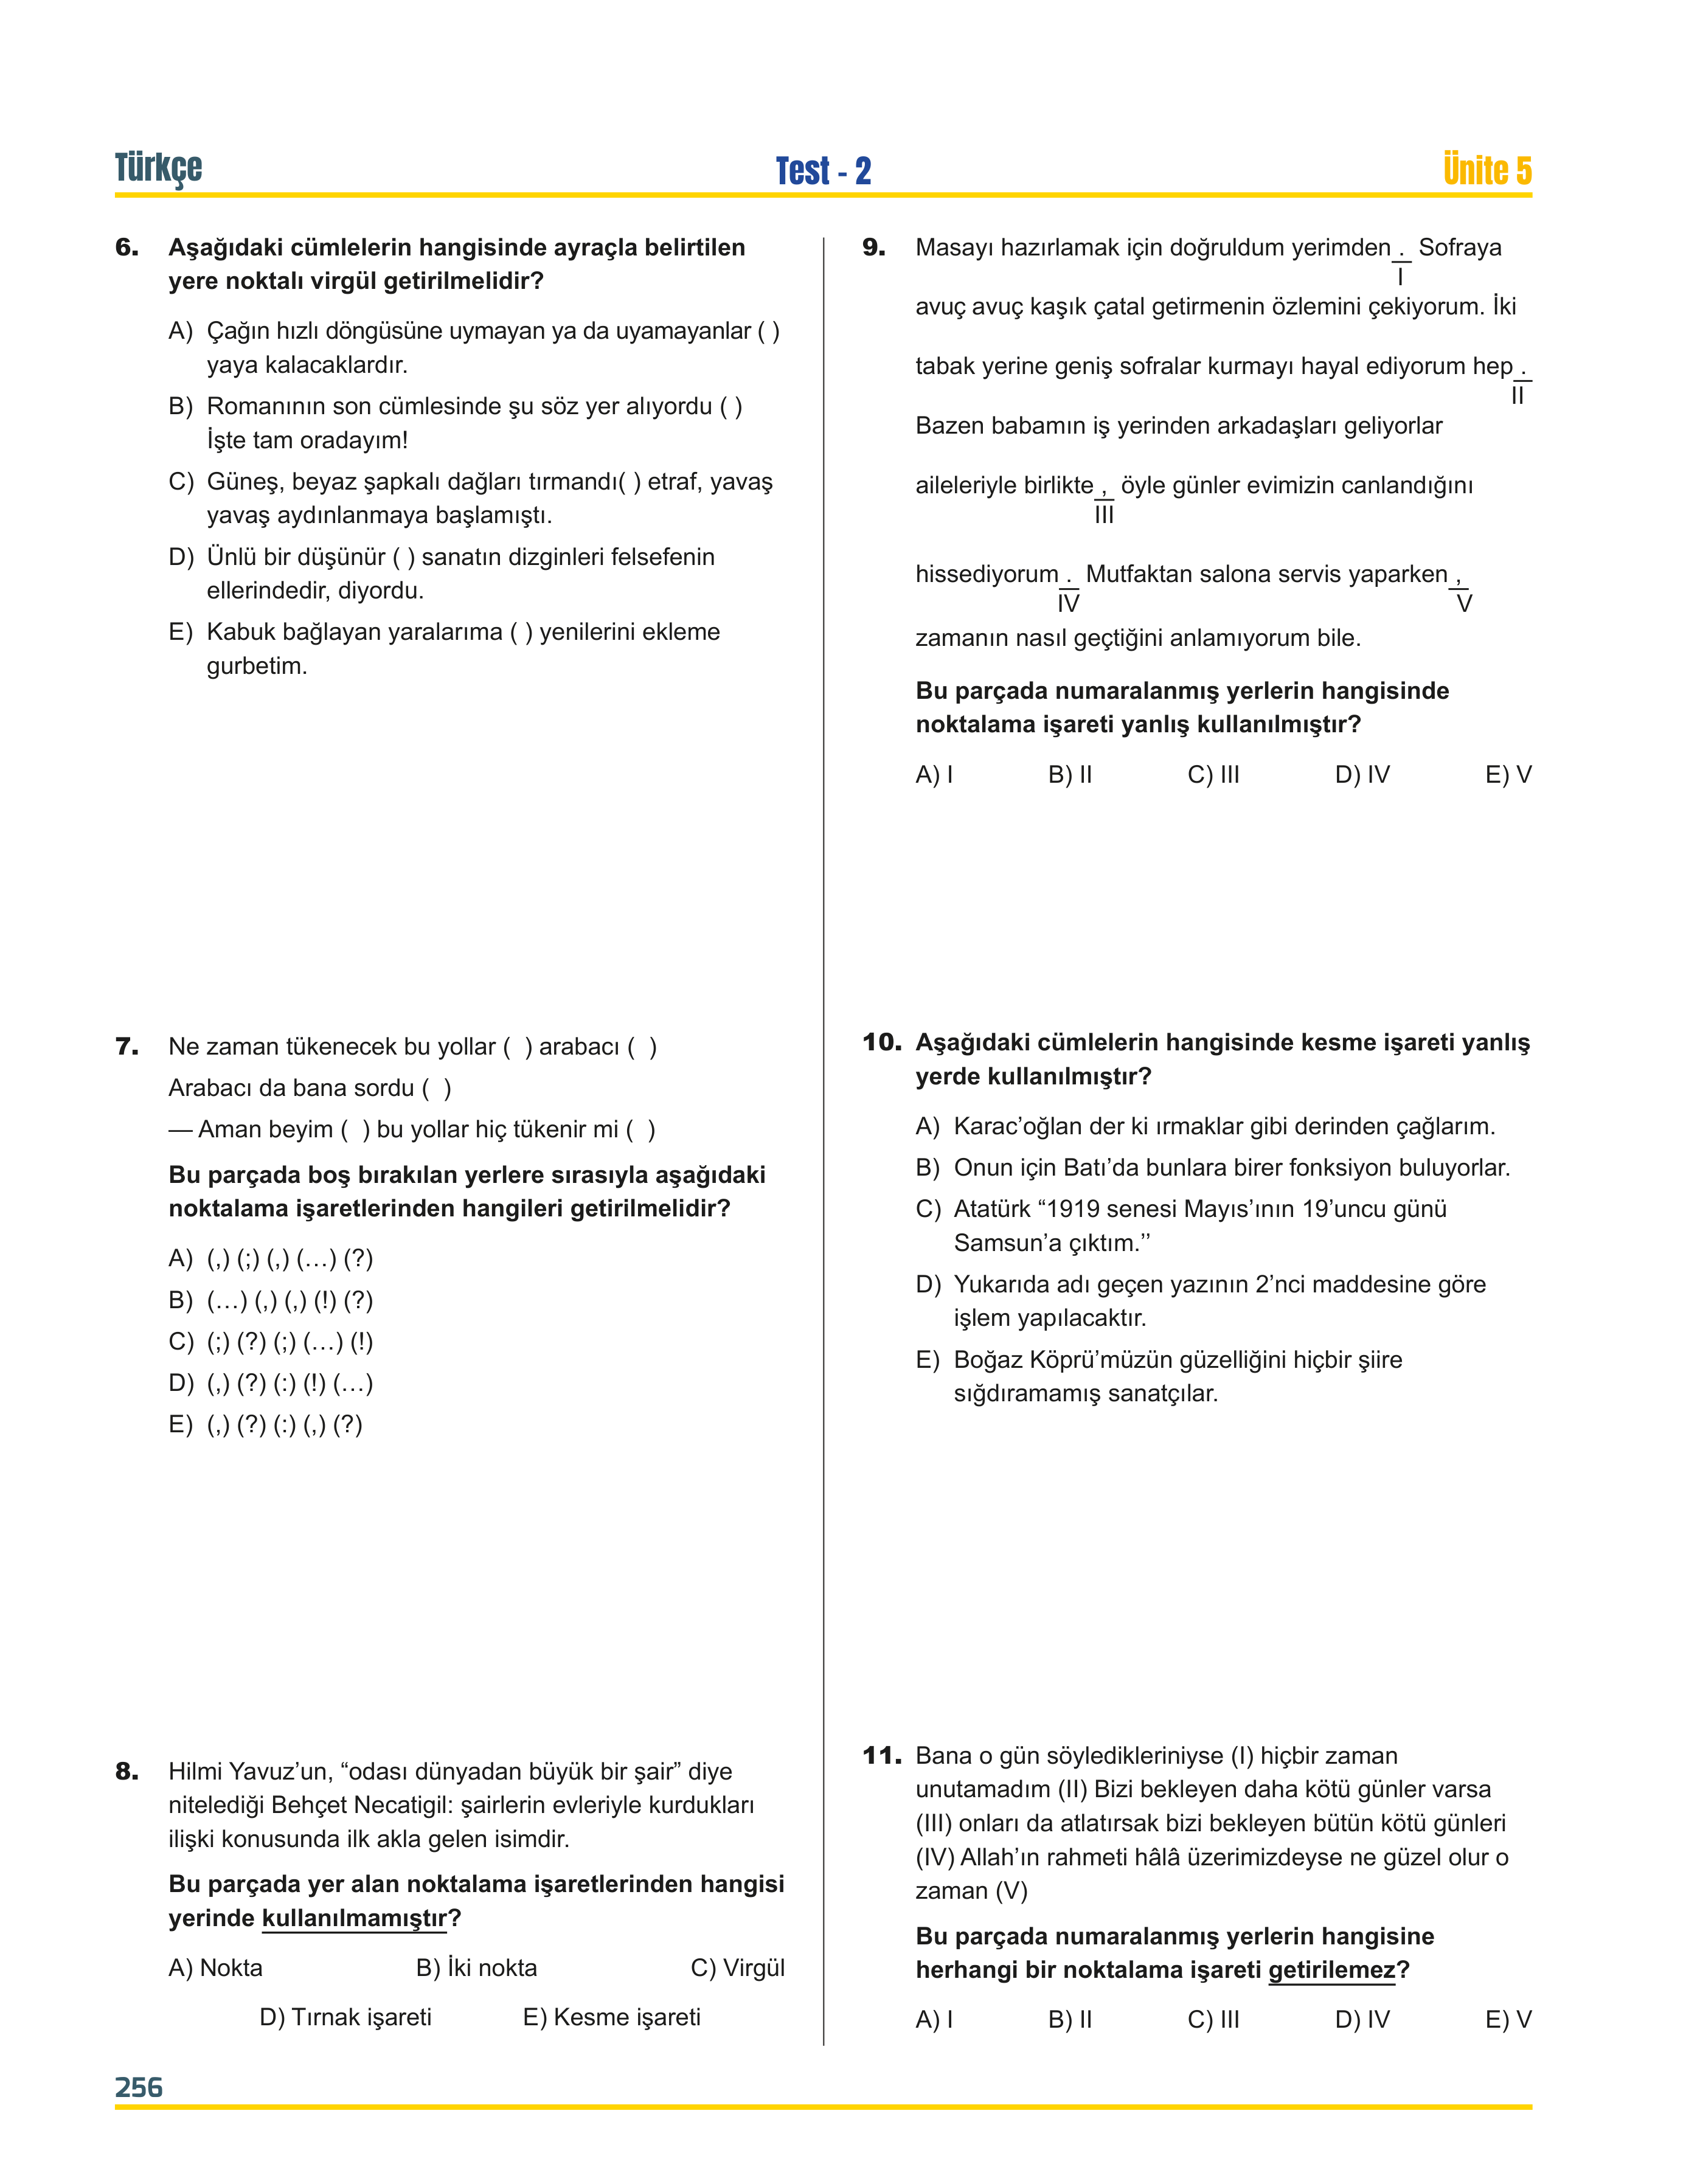 Türkçe
Test - 2
Ünite 5
6. Aşağıdaki cümlelerin hangisinde ayraçla belirtilen
yere noktalı virgül getirilmelidir?
A) Çağın hızlı döngüsüne uymayan ya da uyamayanlar ( )
yaya kalacaklardır.
B) Romanının son cümlesinde şu söz yer alıyordu ( )
İşte tam oradayım!
C) Güneş, beyaz şapkalı dağları tırmandı( ) etraf, yavaş
yavaş aydınlanmaya başlamıştı.
D) Ünlü bir düşünür ( ) sanatın dizginleri felsefenin
ellerindedir, diyordu.
E) Kabuk bağlayan yaralarıma ( ) yenilerini ekleme
gurbetim.
7. Ne zaman tükenecek bu yollar ( ) arabacı ( )
Arabacı da bana sordu ( )
— Aman beyim ( ) bu yollar hiç tükenir mi ( )
Bu parçada boş bırakılan yerlere sırasıyla aşağıdaki
noktalama işaretlerinden hangileri getirilmelidir?
A) (,) (;) (,) (…) (?)
B) (…) (,) (,) (!) (?)
C) (;) (?) (;) (…) (!)
D) (,) (?) (:) (!) (…)
E) (,) (?) (:) (,) (?)
8. Hilmi Yavuz’un, “odası dünyadan büyük bir şair” diye
nitelediği Behçet Necatigil: şairlerin evleriyle kurdukları
ilişki konusunda ilk akla gelen isimdir.
Bu parçada yer alan noktalama işaretlerinden hangisi
yerinde kullanılmamıştır?
A) Nokta B) İki nokta C) Virgül
D) Tırnak işareti E) Kesme işareti
9. Masayı hazırlamak için doğruldum yerimden . Sofraya
I
avuç avuç kaşık çatal getirmenin özlemini çekiyorum. İki
tabak yerine geniş sofralar kurmayı hayal ediyorum hep .
II
Bazen babamın iş yerinden arkadaşları geliyorlar
aileleriyle birlikte , öyle günler evimizin canlandığını
III
hissediyorum . Mutfaktan salona servis yaparken ,
IV V
zamanın nasıl geçtiğini anlamıyorum bile.
Bu parçada numaralanmış yerlerin hangisinde
noktalama işareti yanlış kullanılmıştır?
A) I B) II C) III D) IV E) V
10. Aşağıdaki cümlelerin hangisinde kesme işareti yanlış
yerde kullanılmıştır?
A) Karac’oğlan der ki ırmaklar gibi derinden çağlarım.
B) Onun için Batı’da bunlara birer fonksiyon buluyorlar.
C) Atatürk “1919 senesi Mayıs’ının 19’uncu günü
Samsun’a çıktım.’’
D) Yukarıda adı geçen yazının 2’nci maddesine göre
işlem yapılacaktır.
E) Boğaz Köprü’müzün güzelliğini hiçbir şiire
sığdıramamış sanatçılar.
11. Bana o gün söyledikleriniyse (I) hiçbir zaman
unutamadım (II) Bizi bekleyen daha kötü günler varsa
(III) onları da atlatırsak bizi bekleyen bütün kötü günleri
(IV) Allah’ın rahmeti hâlâ üzerimizdeyse ne güzel olur o
zaman (V)
Bu parçada numaralanmış yerlerin hangisine
herhangi bir noktalama işareti getirilemez?
A) I B) II C) III D) IV E) V
256